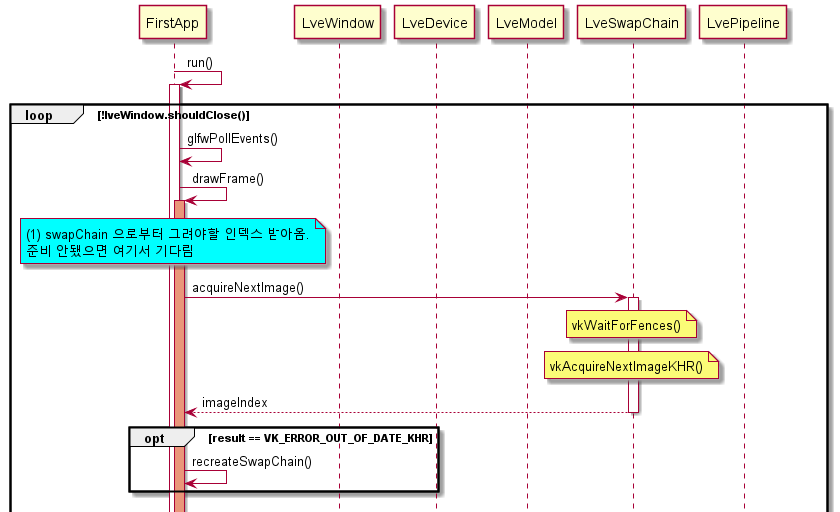 FirstApp
LveWindow
LveDevice
LveModel
LveSwapChain
LvePipeline
run()
loop
[!lveWindow.shouldClose()]
glfwPollEvents()
drawFrame()
(1) swapChain 으로부터 그려야할 인덱스 받아옴.
준비 안됐으면 여기서 기다림
acquireNextImage()
vkWaitForFences()
vkAcquireNextImageKHR()
imageIndex
opt
[result == VK_ERROR_OUT_OF_DATE_KHR]
recreateSwapChain()